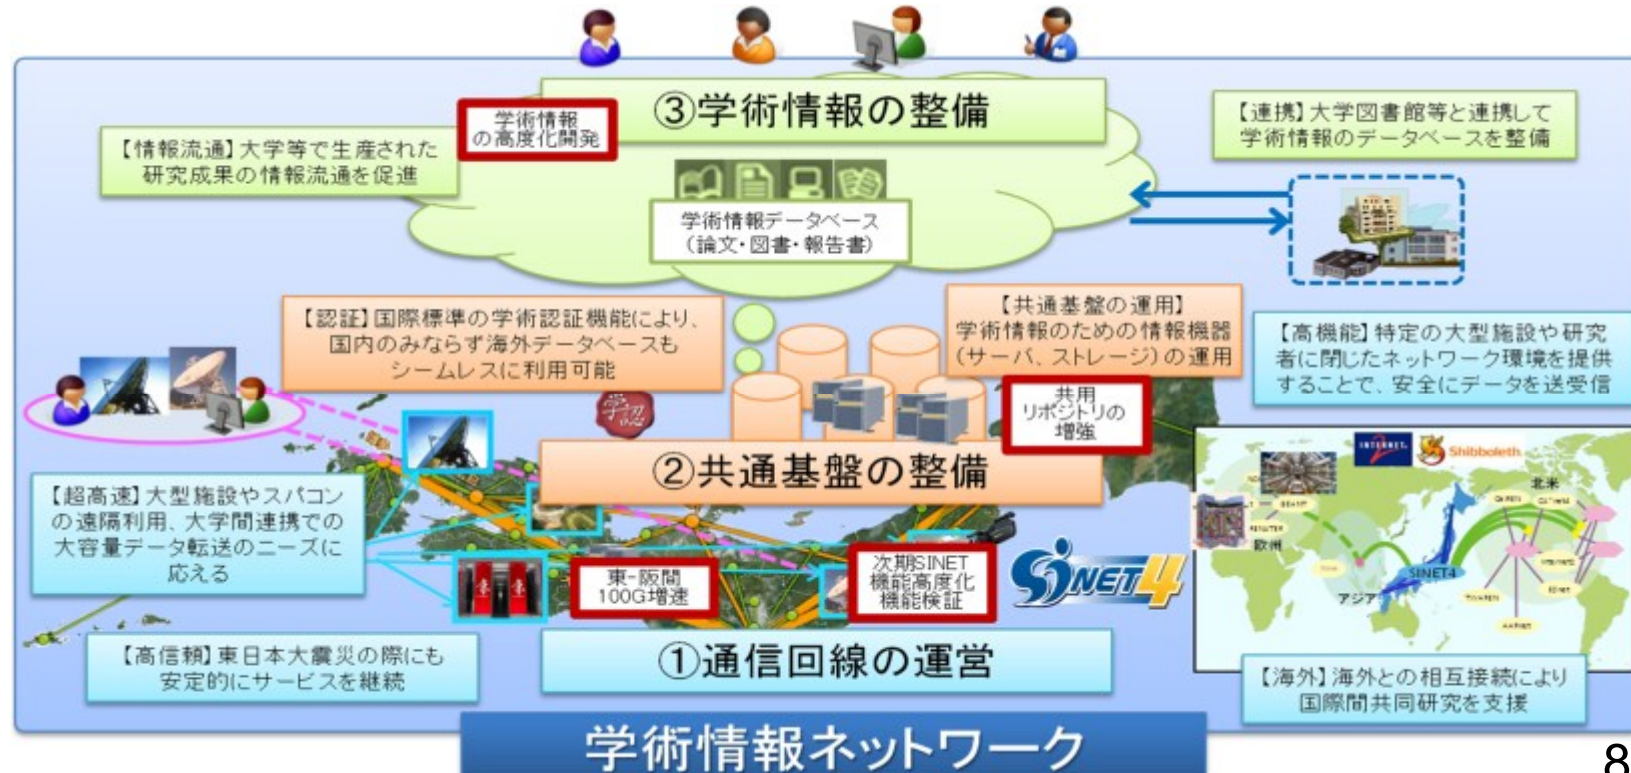 ③学術情報の整備
学術情報
の高度化開発
【情報流通】大学等で生産された
研究成果の情報流通を促進
【連携】大学図書館等と連携して
学術情報のデータベースを整備
学術情報データベース
(論文・図書・報告書)
【認証】国際標準の学術認証機能により、
国内のみならず海外データベースも
シームレスに利用可能
【共通基盤の運用】
学術情報のための情報機器
(サーバ、ストレージ)の運用
【高機能】特定の大型施設や研究
者に閉じたネットワーク環境を提供
することで、安全にデータを送受信
学認
共用
リポジトリの
増強
②共通基盤の整備
INTERNET 2
Shibboleth
北米
欧州
アジア
SINET4
【超高速】大型施設やスパコン
の遠隔利用、大学間連携での
大容量データ転送のニーズに
応える
東-阪間
100G増速
次期SINET
機能高度化
機能検証
SINET4
【高信頼】東日本大震災の際にも
安定的にサービスを継続
①通信回線の運営
【海外】海外との相互接続により
国際間共同研究を支援
学術情報ネットワーク
8